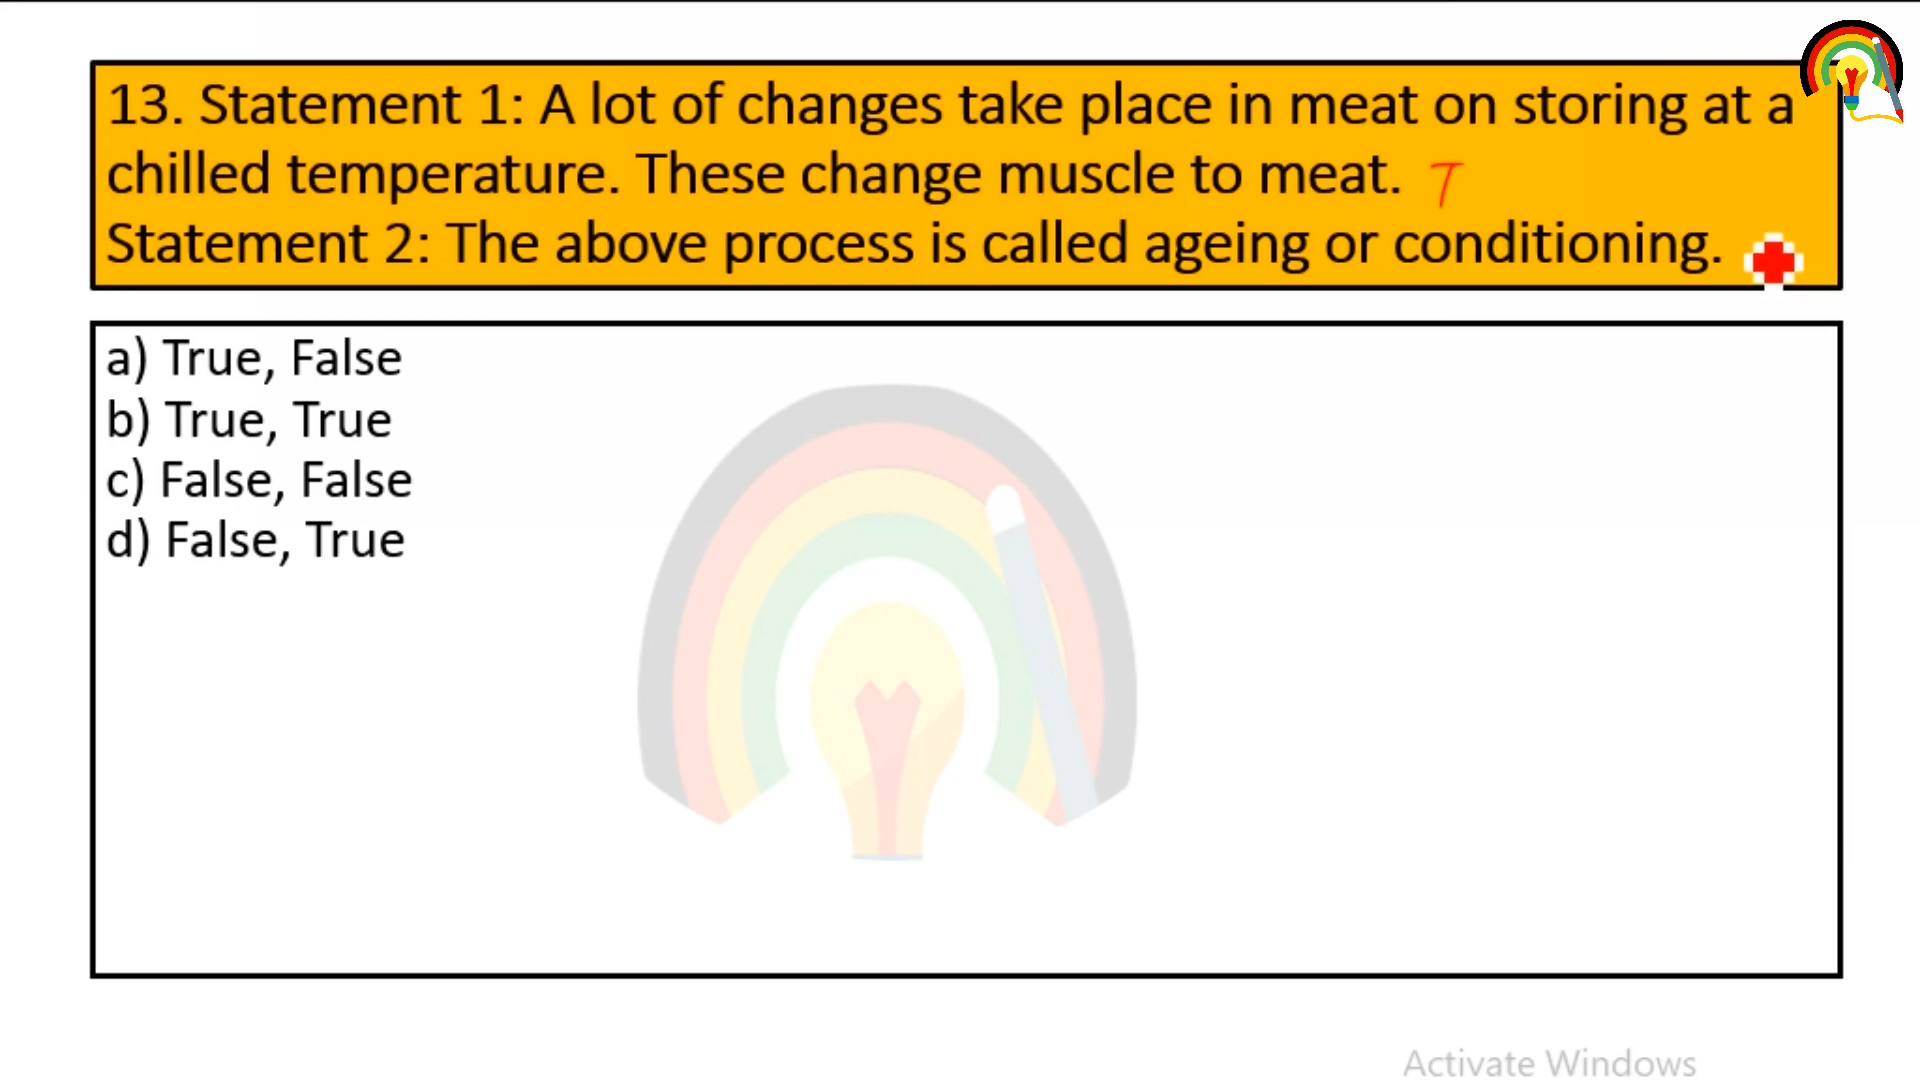 13. Statement 1: A lot of changes take place in meat on storing at a
chilled temperature. These change muscle to meat. T
Statement 2: The above process is called ageing or conditioning.
a) True, False
b) True, True
c) False, False
d) False, True
Activate Windows